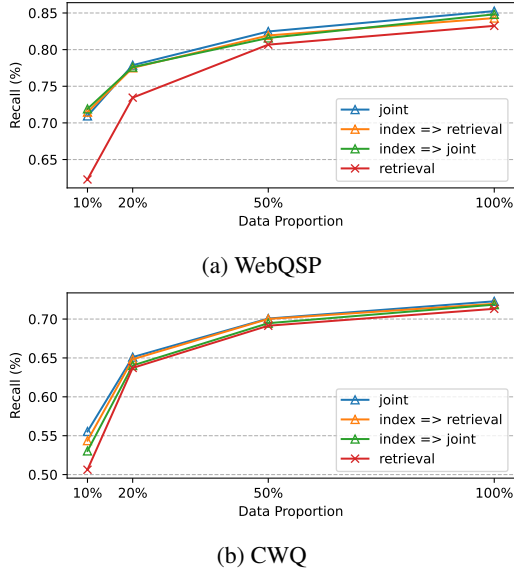 0.85
0.80
0.75
0.70
0.65
Recall (%)
joint
index => retrieval
index => joint
retrieval
10%
20%
50%
100%
Data Proportion
(a) WebQSP
0.70
0.65
0.60
0.55
0.50
Recall (%)
joint
index => retrieval
index => joint
retrieval
10%
20%
50%
100%
Data Proportion
(b) CWQ